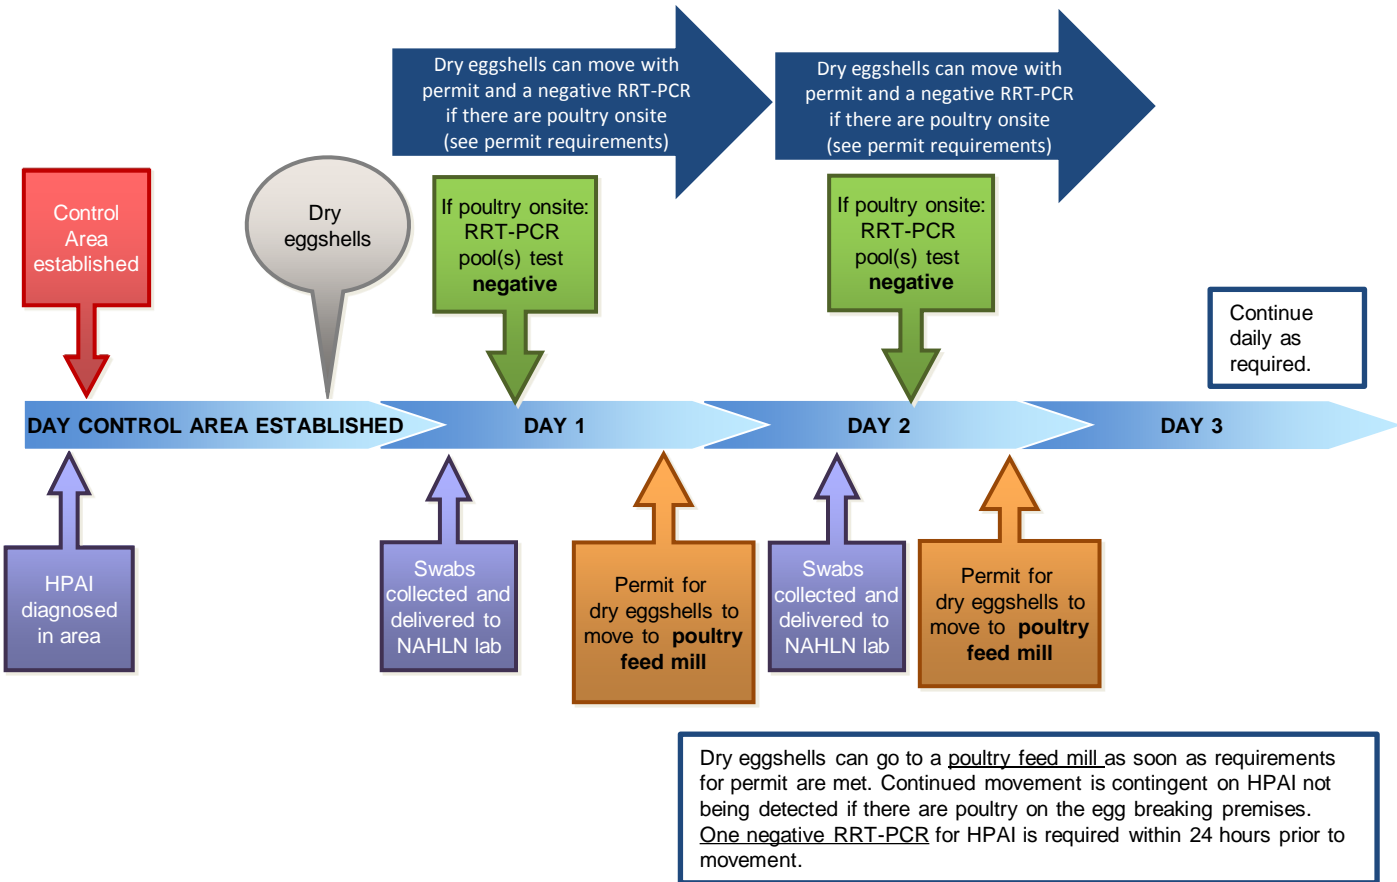 Dry eggshells can move with
permit and a negative RRT-PCR
if there are poultry onsite
(see permit requirements)
Dry eggshells can move with
permit and a negative RRT-PCR
if there are poultry onsite
(see permit requirements)
Control
Area
established
Dry
eggshells
If poultry onsite:
RRT-PCR
pool(s) test
negative
If poultry onsite:
RRT-PCR
pool(s) test
negative
Continue
daily as
required.
DAY CONTROL AREA ESTABLISHED
DAY 1
DAY 2
DAY 3
HPAI
diagnosed
in area
Swabs
collected and
delivered to
NAHLN lab
Permit for
dry eggshells to
move to poultry
feed mill
Swabs
collected and
delivered to
NAHLN lab
Permit for
dry eggshells to
move to poultry
feed mill
Dry eggshells can go to a poultry feed mill as soon as requirements
for permit are met. Continued movement is contingent on HPAI not
being detected if there are poultry on the egg breaking premises.
One negative RRT-PCR for HPAI is required within 24 hours prior to
movement.